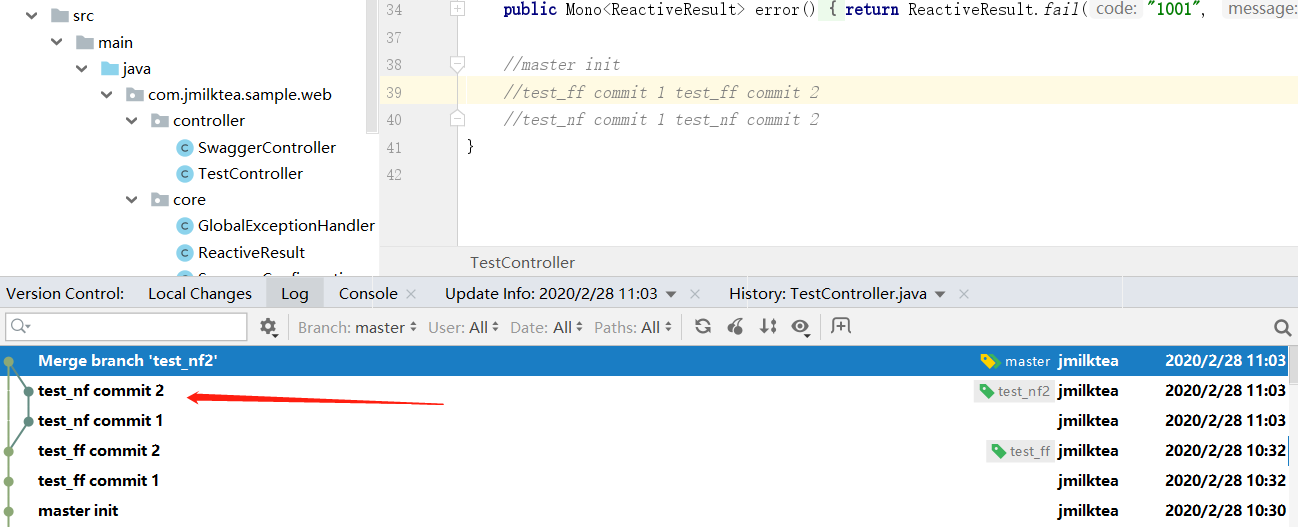 src
main
java
com.jmilktea.sample.web
controller
SwaggerController
TestController
core
GlobalExceptionHandler
ReactiveResult
34 public Mono<ReactiveResult> error() { return ReactiveResult.fail( code: "1001", message:
37
38 //master init
39 //test_ff commit 1 test_ff commit 2
40 //test_nf commit 1 test_nf commit 2
41 }
42
TestController
Version Control: Local Changes Log Console Update Info: 2020/2/28 11:03 History: TestController.java
Branch: master User: All Date: All Paths: All
Merge branch 'test_nf2' master jmilktea 2020/2/28 11:03
test_nf commit 2 test_nf2 jmilktea 2020/2/28 11:03
test_nf commit 1 jmilktea 2020/2/28 11:03
test_ff commit 2 test_ff jmilktea 2020/2/28 10:32
test_ff commit 1 jmilktea 2020/2/28 10:32
master init jmilktea 2020/2/28 10:30